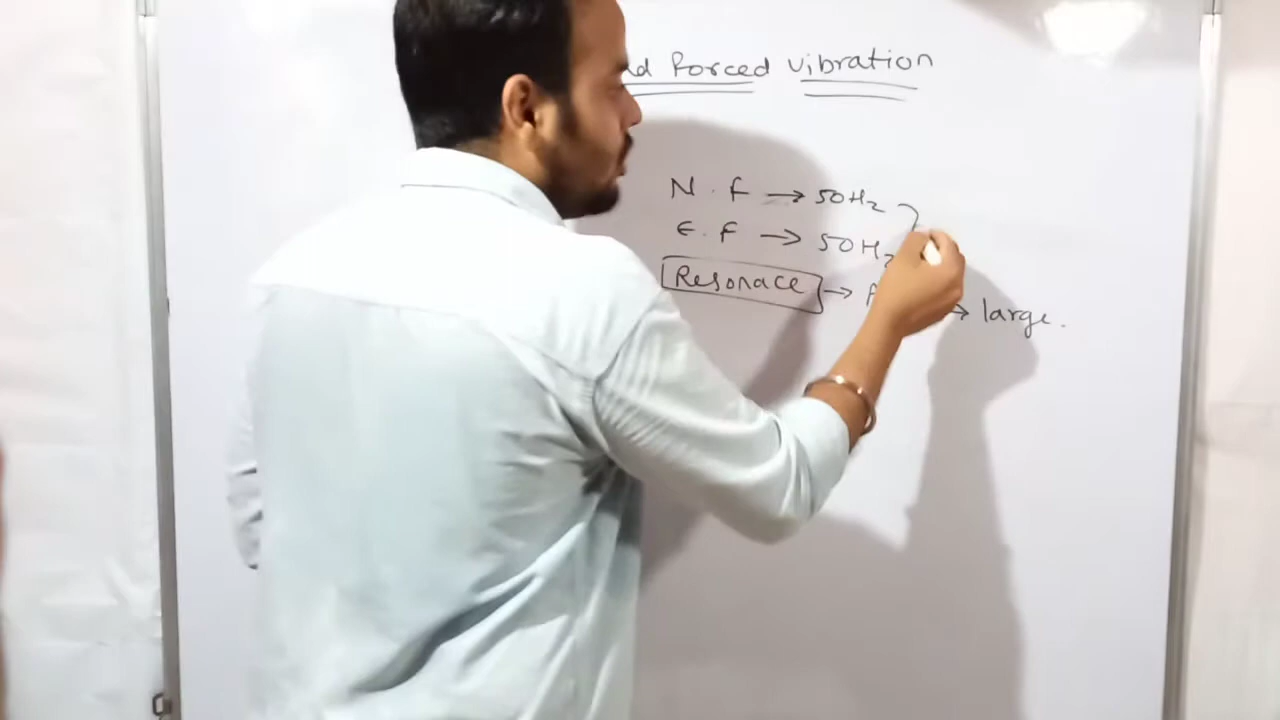 Forced vibration
N.F → 50Hz
E.F → 50Hz
Resonace →
→ large.